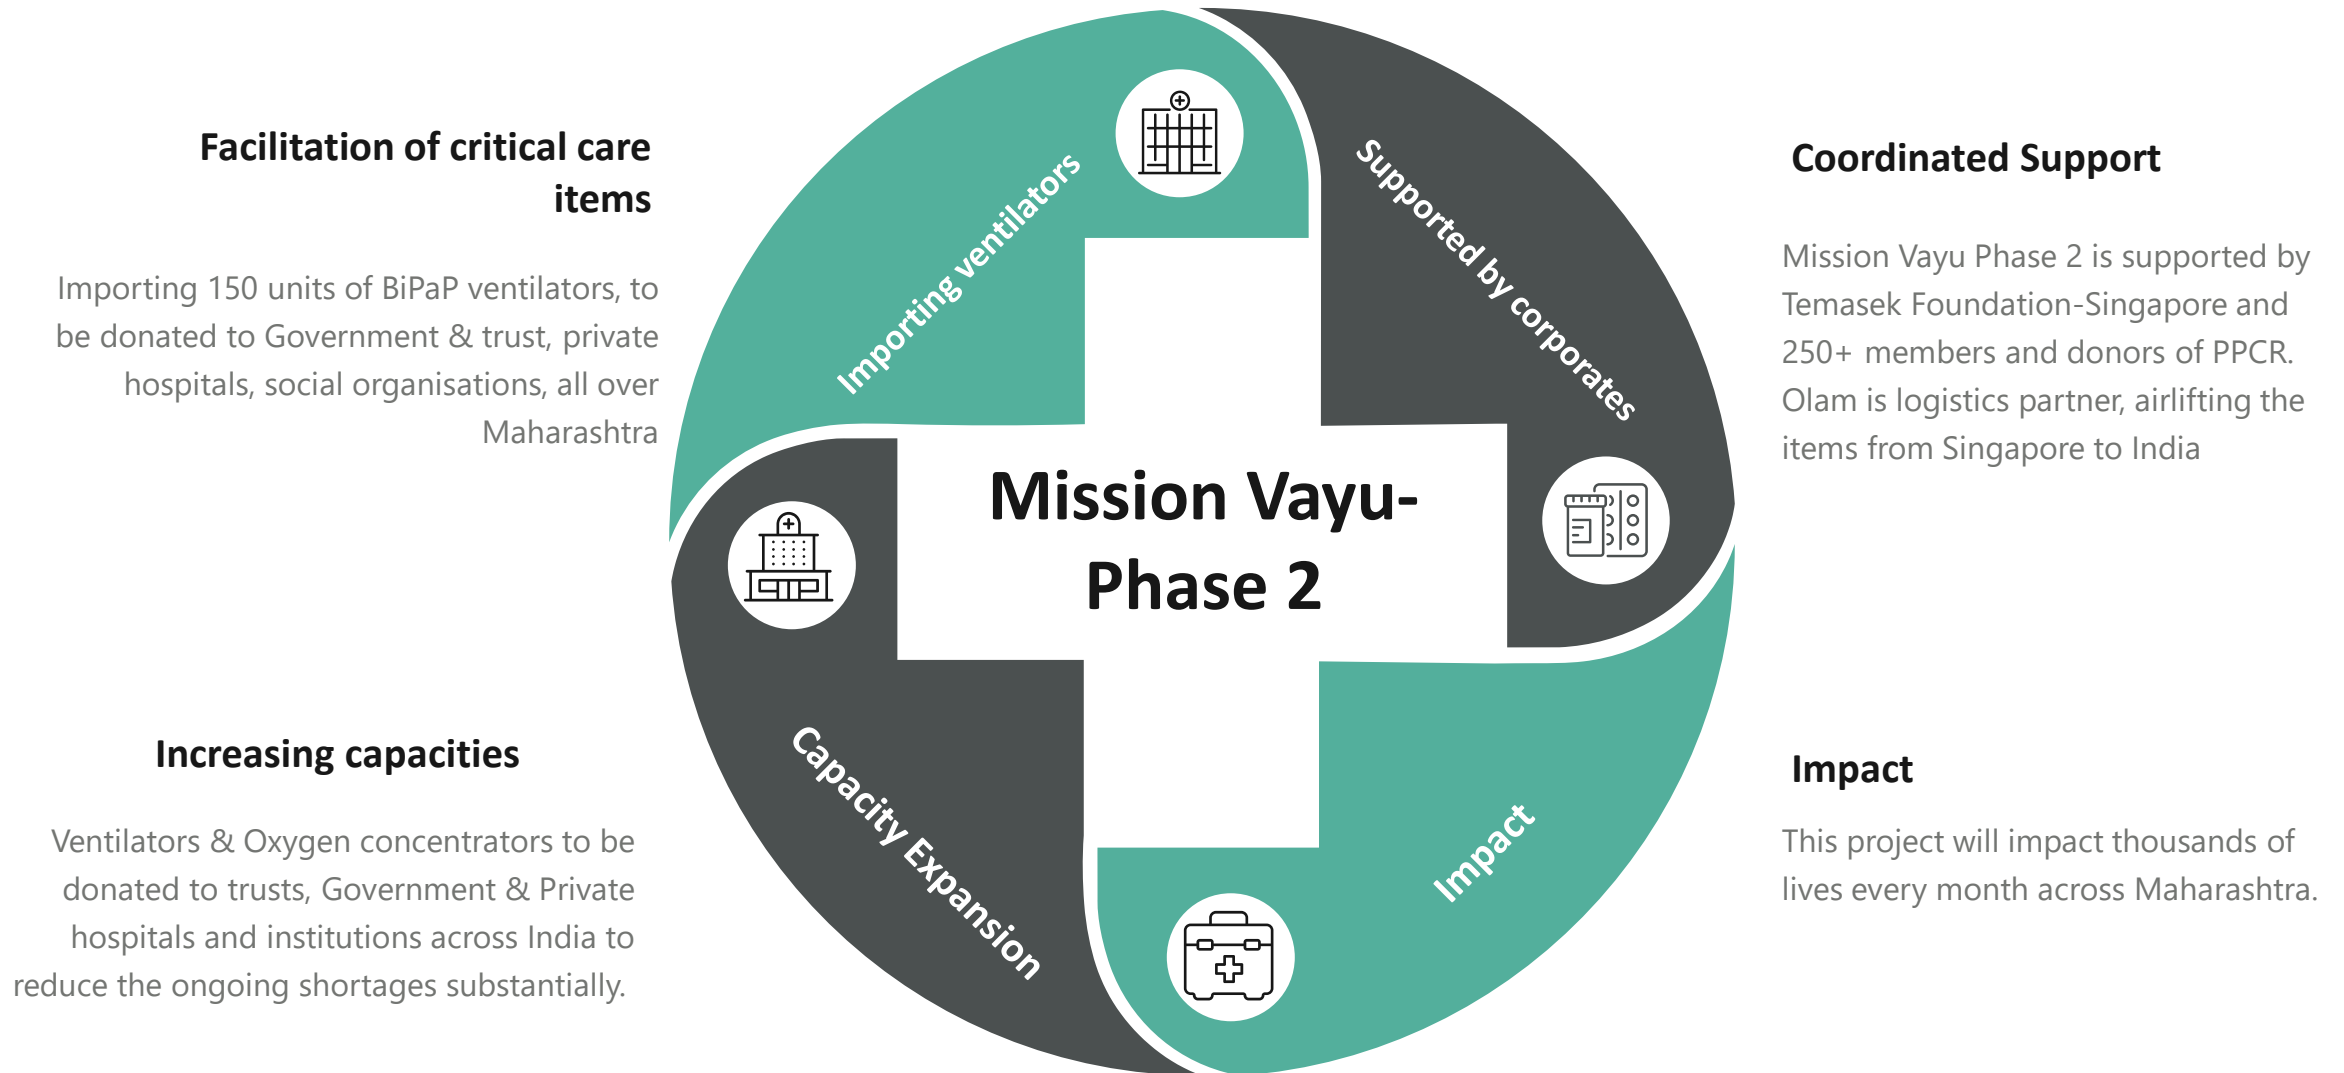 Facilitation of critical care
items
Importing 150 units of BiPaP ventilators, to
be donated to Government & trust, private
hospitals, social organisations, all over
Maharashtra
Increasing capacities
Ventilators & Oxygen concentrators to be
donated to trusts, Government & Private
hospitals and institutions across India to
reduce the ongoing shortages substantially.
Importing ventilators
Supported by corporates
Mission Vayu-
Phase 2
Capacity Expansion
Impact
Coordinated Support
Mission Vayu Phase 2 is supported by
Temasek Foundation-Singapore and
250+ members and donors of PPCR.
Olam is logistics partner, airlifting the
items from Singapore to India
Impact
This project will impact thousands of
lives every month across Maharashtra.